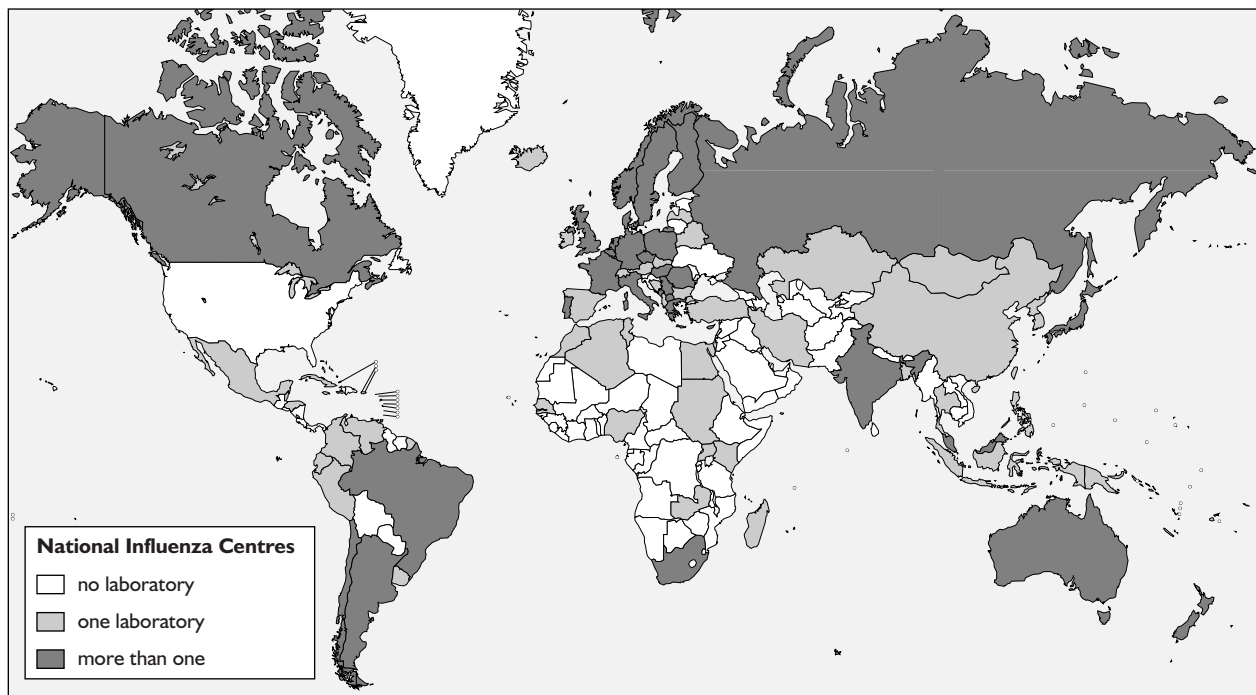 National Influenza Centres
no laboratory
one laboratory
more than one